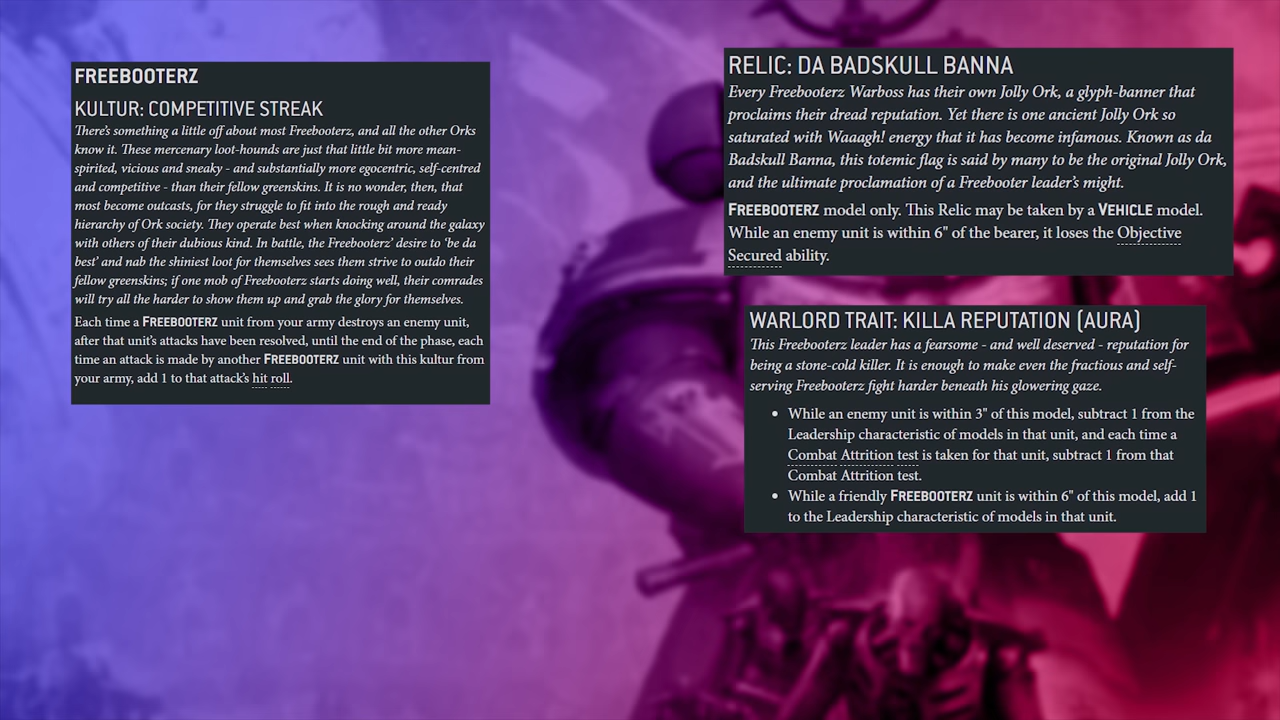 FREEBOOTERZ
KULTUR: COMPETITIVE STREAK
There's something a little off about most Freebooterz, and all the other Orks
know it. These mercenary loot-hounds are just that little bit more mean-
spirited, vicious and sneaky - and substantially more egocentric, self-centred
and competitive - than their fellow greenskins. It is no wonder, then, that
most become outcasts, for they struggle to fit into the rough and ready
hierarchy of Ork society. They operate best when knocking around the galaxy
with others of their dubious kind. In battle, the Freebooterz' desire to 'be da
best' and nab the shiniest loot for themselves sees them strive to outdo their
fellow greenskins; if one mob of Freebooterz starts doing well, their comrades
will try all the harder to show them up and grab the glory for themselves.
Each time a FREEBOOTERZ unit from your army destroys an enemy unit,
after that unit's attacks have been resolved, until the end of the phase, each
time an attack is made by another FREEBOOTERZ unit with this kultur from
your army, add 1 to that attack's hit roll.
RELIC: DA BADSKULL BANNA
Every Freebooterz Warboss has their own Jolly Ork, a glyph-banner that
proclaims their dread reputation. Yet there is one ancient Jolly Ork so
saturated with Waaagh! energy that it has become infamous. Known as da
Badskull Banna, this totemic flag is said by many to be the original Jolly Ork,
and the ultimate proclamation of a Freebooter leader's might.
FREEBOOTERZ model only. This Relic may be taken by a VEHICLE model.
While an enemy unit is within 6" of the bearer, it loses the Objective
Secured ability.
WARLORD TRAIT: KILLA REPUTATION (AURA)
This Freebooterz leader has a fearsome - and well deserved - reputation for
being a stone-cold killer. It is enough to make even the fractious and self-
serving Freebooterz fight harder beneath his glowering gaze.
• While an enemy unit is within 3" of this model, subtract 1 from the
Leadership characteristic of models in that unit, and each time a
Combat Attrition test is taken for that unit, subtract 1 from that
Combat Attrition test.
• While a friendly FREEBOOTERZ unit is within 6" of this model, add 1
to the Leadership characteristic of models in that unit.